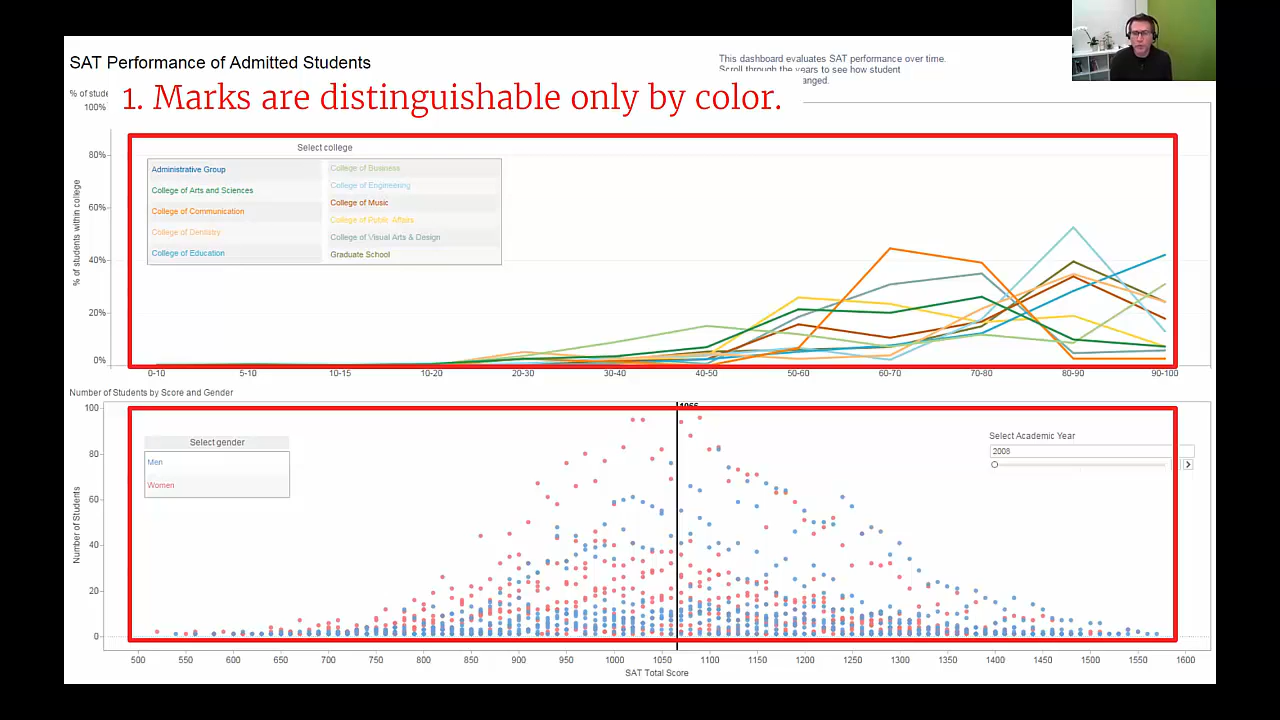 SAT Performance of Admitted Students
This dashboard evaluates SAT performance over time.
Scroll through the years to see how student
anged.
% of stude
1. Marks are distinguishable only by color.
100%
80%
60%
40%
20%
0%
% of students within college
Select college
Administrative Group
College of Arts and Sciences
College of Communication
College of Dentistry
College of Education
College of Business
College of Engineering
College of Music
College of Public Affairs
College of Visual Arts & Design
Graduate School
0-10 5-10 10-15 10-20 20-30 30-40 40-50 50-60 60-70 70-80 80-90 90-100
Number of Students by Score and Gender
100
80
60
40
20
0
Number of Students
Select gender
Men
Women
Select Academic Year
2008
500 550 600 650 700 750 800 850 900 950 1000 1050 1100 1150 1200 1250 1300 1350 1400 1450 1500 1550 1600
SAT Total Score